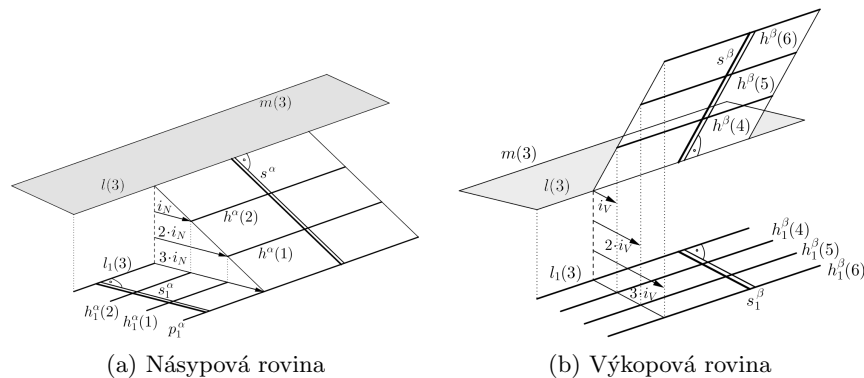 m(3)
l(3)
s^α
i_N
h^α(2)
2·i_N
h^α(1)
3·i_N
l_1(3)
s_1^α
h_1^α(2)
h_1^α(1)
p_1^α
(a) Násypová rovina
h^β(6)
s^β
h^β(5)
h^β(4)
m(3)
l(3)
i_V
2·i_V
h_1^β(4)
h_1^β(5)
l_1(3)
h_1^β(6)
3·i_V
s_1^β
(b) Výkopová rovina